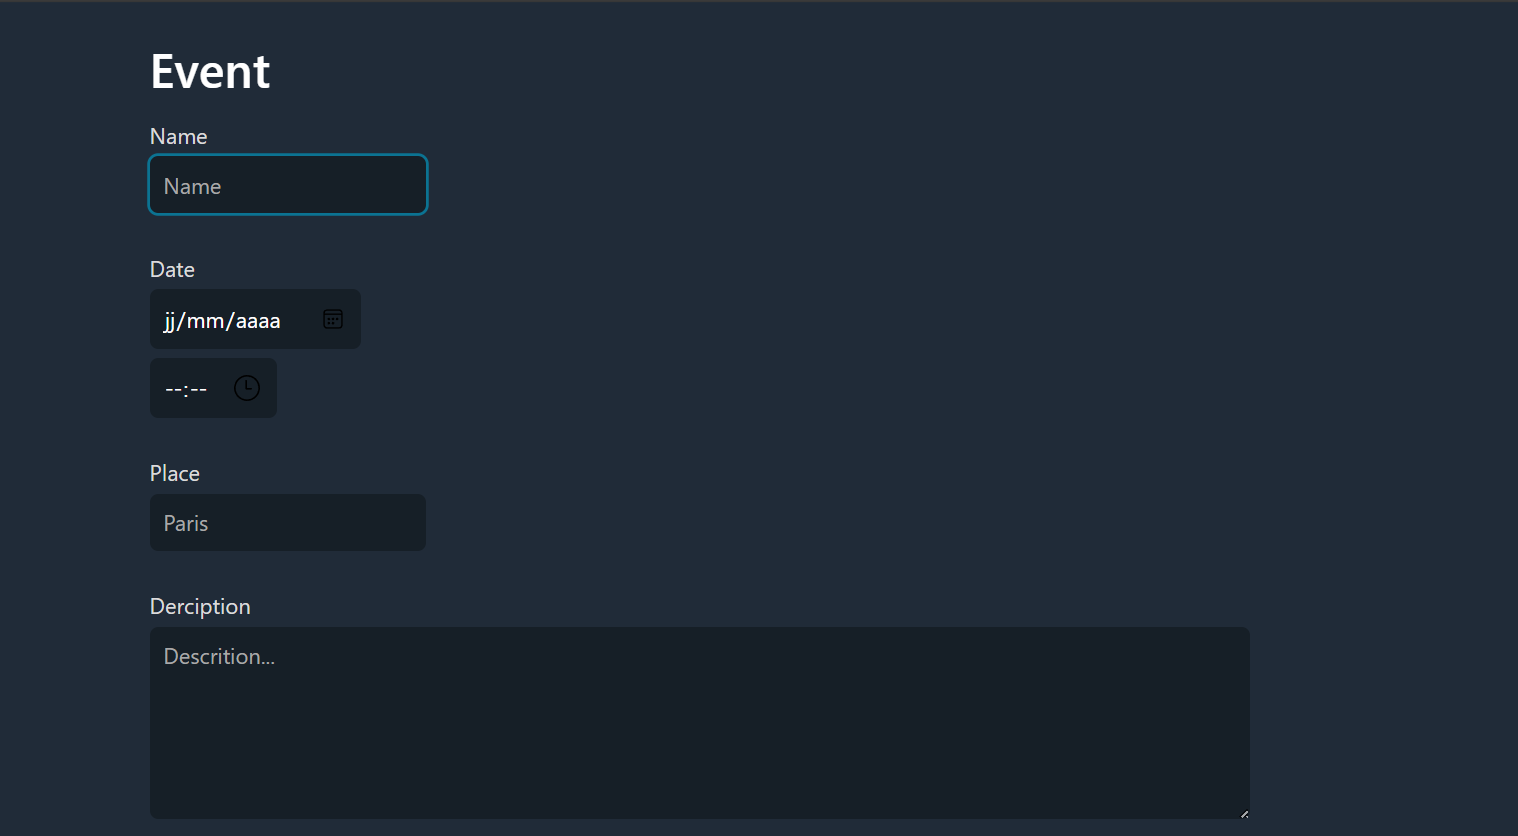 Event
Name
Name
Date
jj/mm/aaaa
--:--
Place
Paris
Derciption
Descrition...